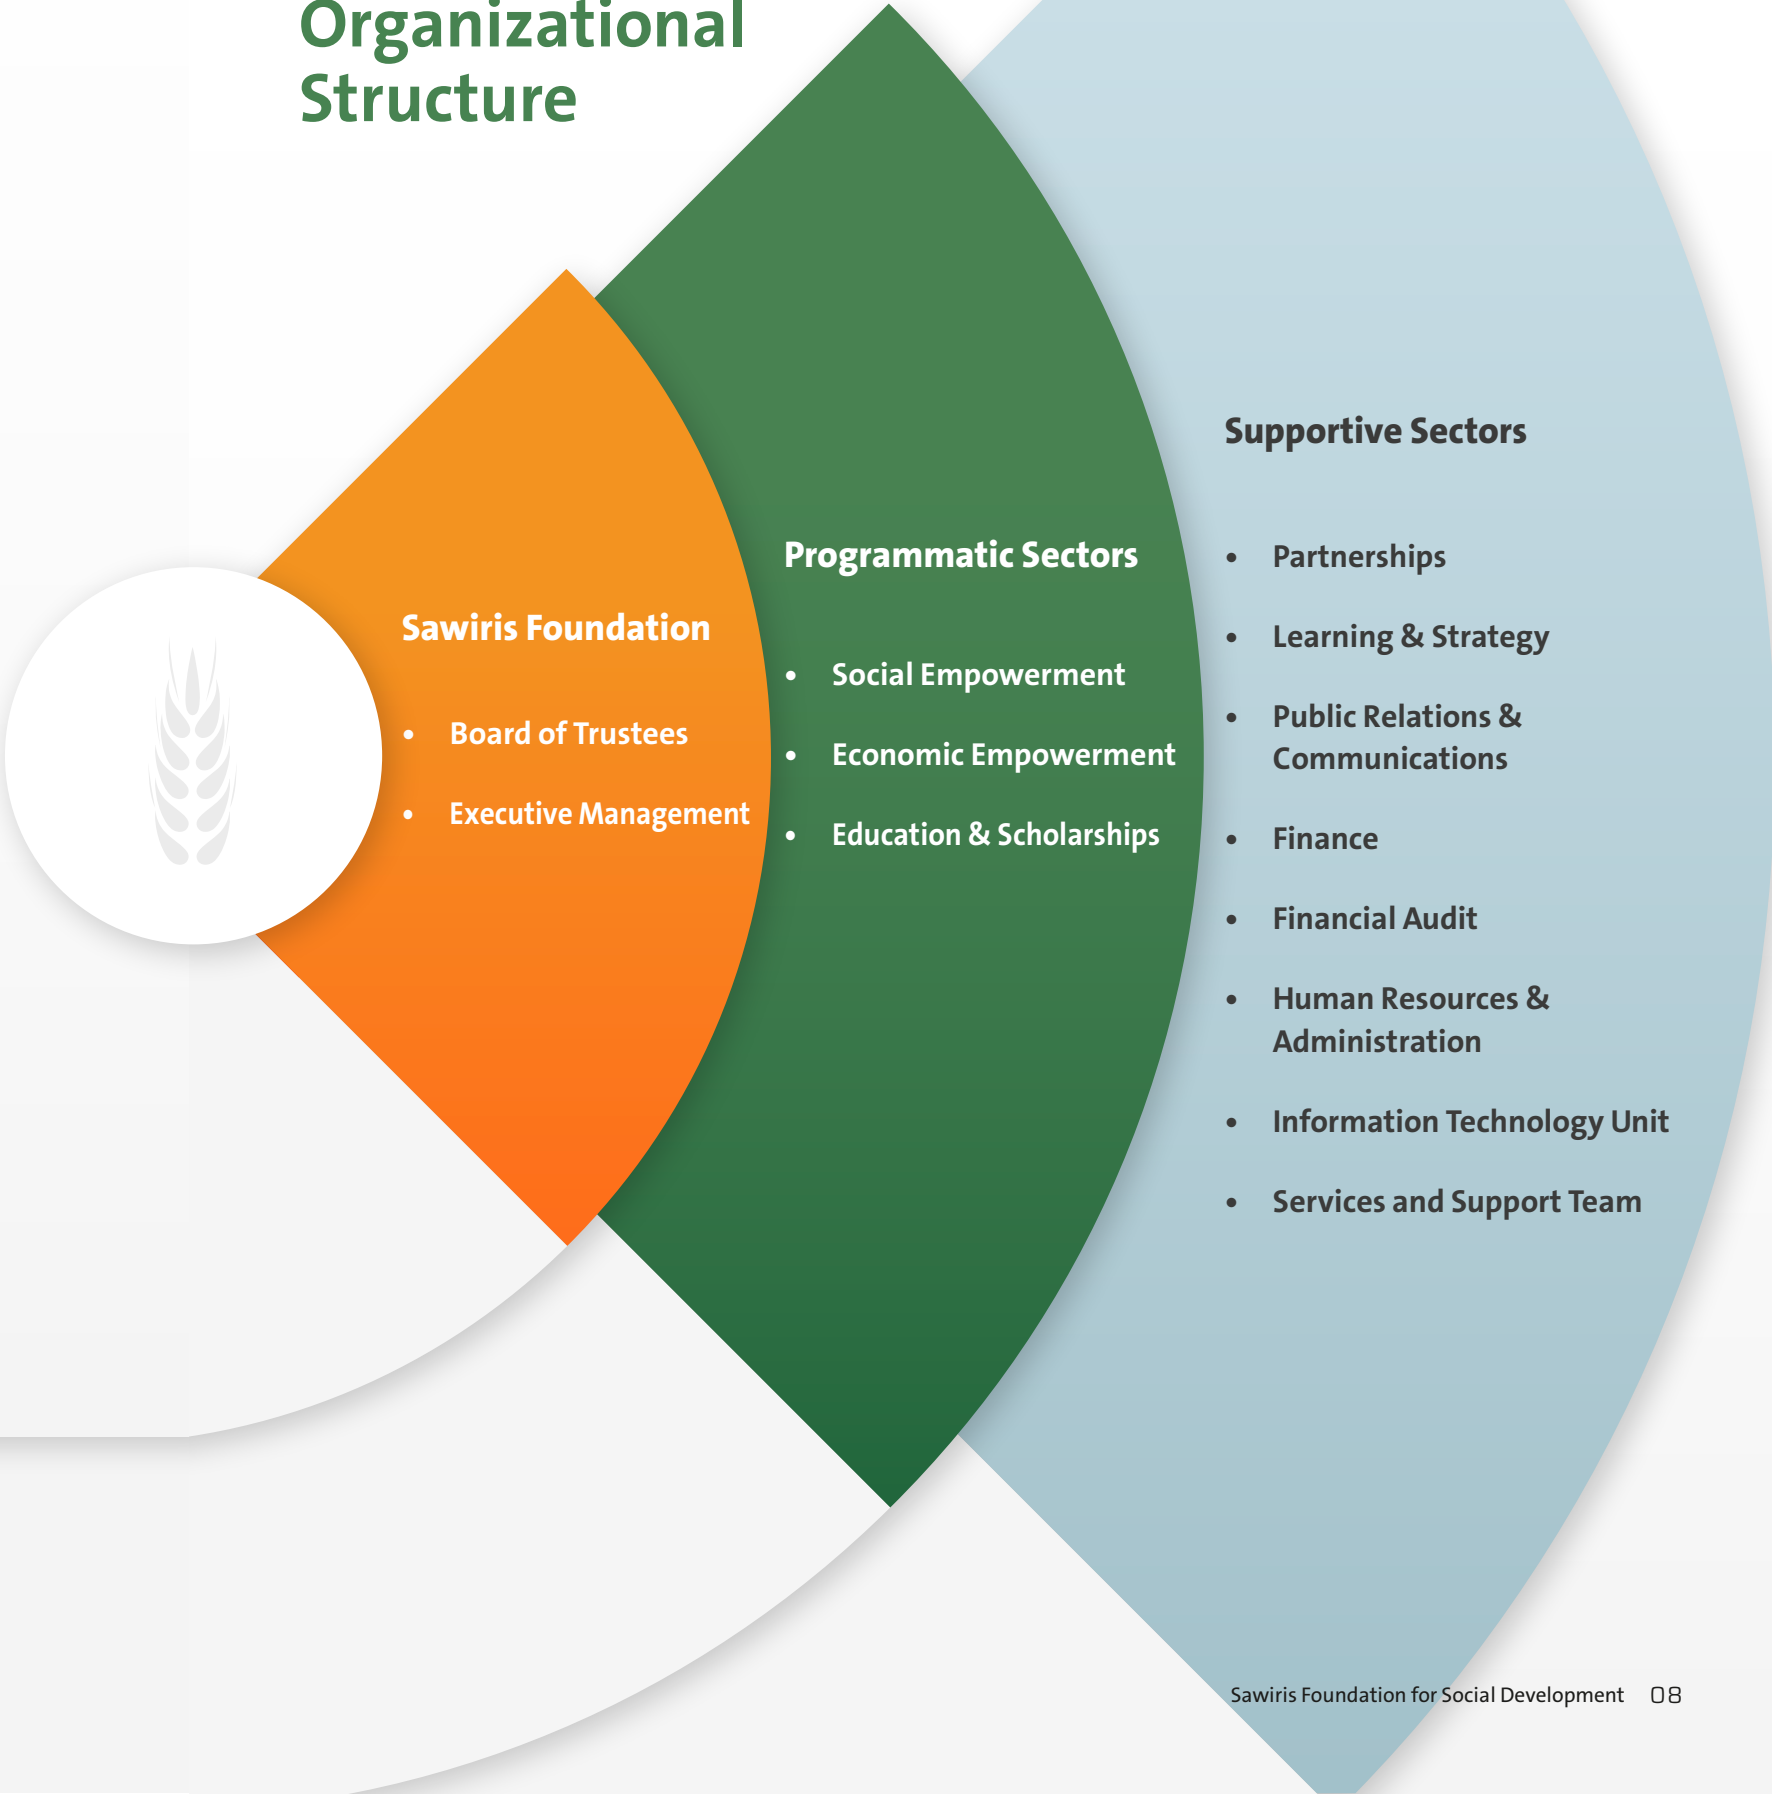 Organizational
Structure
Sawiris Foundation
• Board of Trustees
• Executive Management
Programmatic Sectors
• Social Empowerment
• Economic Empowerment
• Education & Scholarships
Supportive Sectors
• Partnerships
• Learning & Strategy
• Public Relations &
Communications
• Finance
• Financial Audit
• Human Resources &
Administration
• Information Technology Unit
• Services and Support Team
Sawiris Foundation for Social Development 08